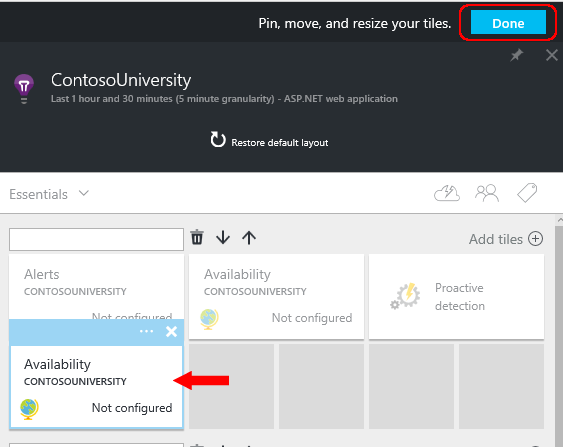 Pin, move, and resize your tiles. Done
ContosoUniversity
Last 1 hour and 30 minutes (5 minute granularity) - ASP.NET web application
Restore default layout
Essentials
Add tiles
Alerts
CONTOSOUNIVERSITY
Not configured
Availability
CONTOSOUNIVERSITY
Not configured
Proactive
detection
Availability
CONTOSOUNIVERSITY
Not configured